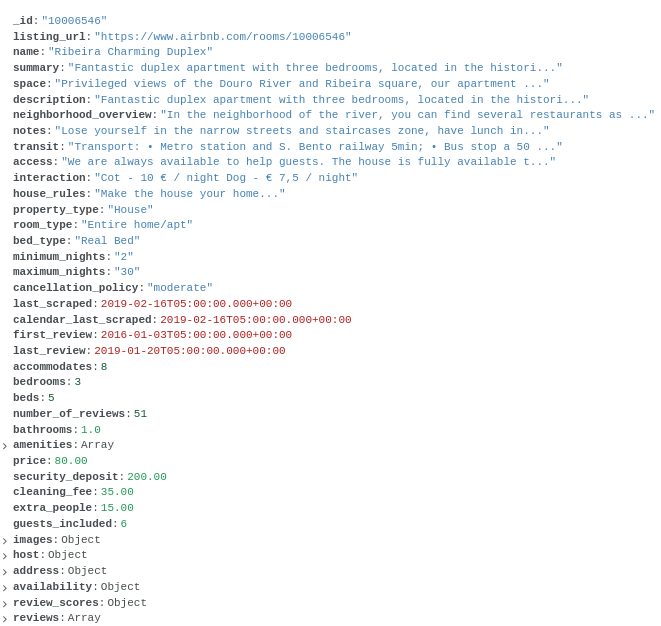 _id: "10006546"
listing_url: "https://www.airbnb.com/rooms/10006546"
name: "Ribeira Charming Duplex"
summary: "Fantastic duplex apartment with three bedrooms, located in the histori..."
space: "Privileged views of the Douro River and Ribeira square, our apartment ..."
description: "Fantastic duplex apartment with three bedrooms, located in the histori..."
neighborhood_overview: "In the neighborhood of the river, you can find several restaurants as ..."
notes: "Lose yourself in the narrow streets and staircases zone, have lunch in..."
transit: "Transport: • Metro station and S. Bento railway 5min; • Bus stop a 50 ..."
access: "We are always available to help guests. The house is fully available t..."
interaction: "Cot - 10 € / night Dog - € 7,5 / night"
house_rules: "Make the house your home..."
property_type: "House"
room_type: "Entire home/apt"
bed_type: "Real Bed"
minimum_nights: "2"
maximum_nights: "30"
cancellation_policy: "moderate"
last_scraped: 2019-02-16T05:00:00.000+00:00
calendar_last_scraped: 2019-02-16T05:00:00.000+00:00
first_review: 2016-01-03T05:00:00.000+00:00
last_review: 2019-01-20T05:00:00.000+00:00
accommodates: 8
bedrooms: 3
beds: 5
number_of_reviews: 51
bathrooms: 1.0
> amenities: Array
price: 80.00
security_deposit: 200.00
cleaning_fee: 35.00
extra_people: 15.00
guests_included: 6
> images: Object
> host: Object
> address: Object
> availability: Object
> review_scores: Object
> reviews: Array